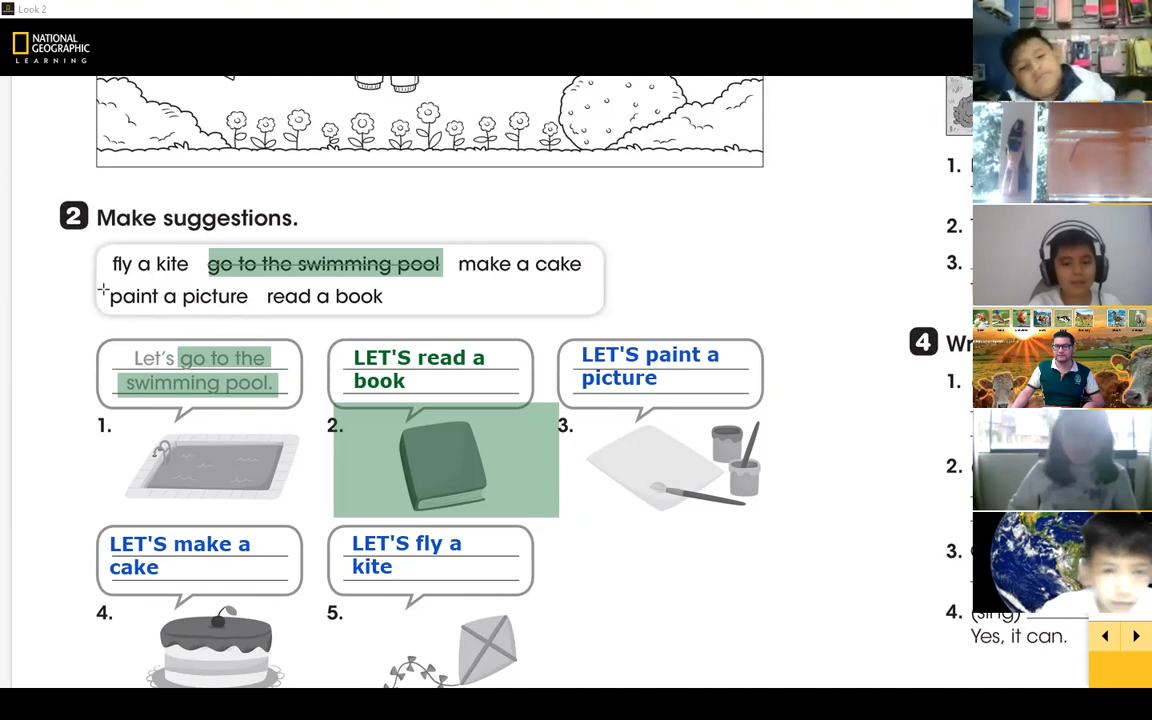 Look 2
NATIONAL
GEOGRAPHIC
LEARNING
2 Make suggestions.
fly a kite go to the swimming pool make a cake
paint a picture read a book
Let's go to the
swimming pool.
LET'S read a
book
LET'S paint a
picture
1.
2.
3.
LET'S make a
cake
LET'S fly a
kite
4.
5.
1.
2.
3.
4 Wr
1.
2.
3.
4. (sing)
Yes, it can.